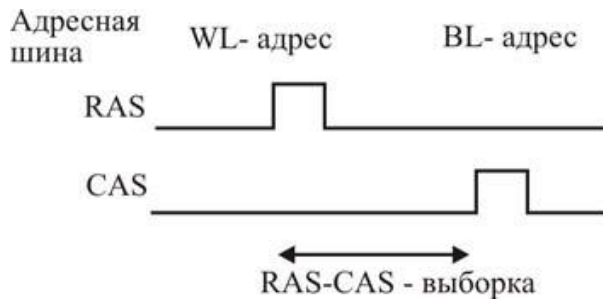 Адресная
шина
WL- адрес
BL- адрес
RAS
CAS
RAS-CAS - выборка